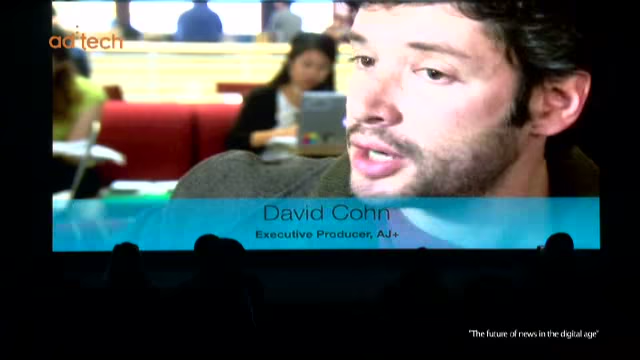 ad:tech
David Cohn
Executive Producer, AJ+
"The future of news in the digital age"